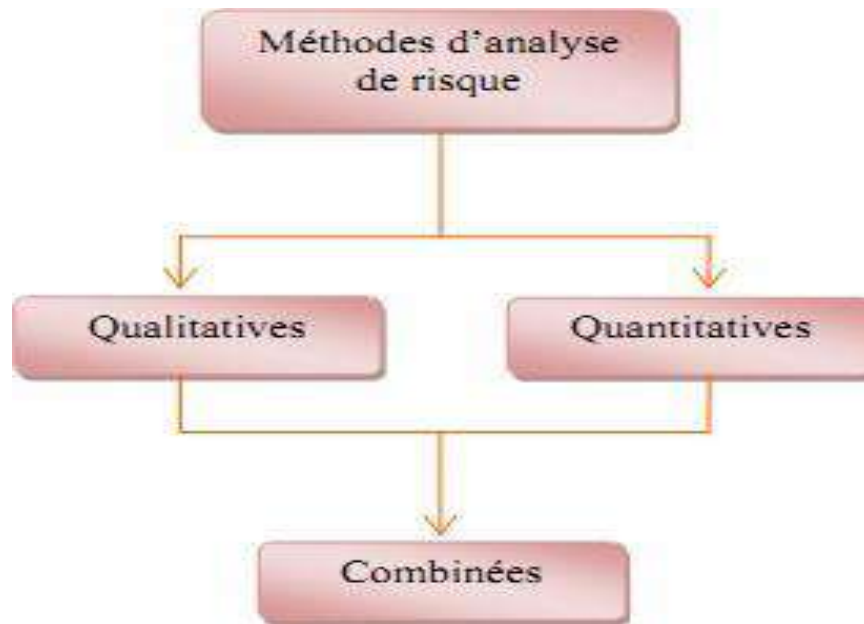 Méthodes d'analyse
de risque
Qualitatives
Quantitatives
Combinées